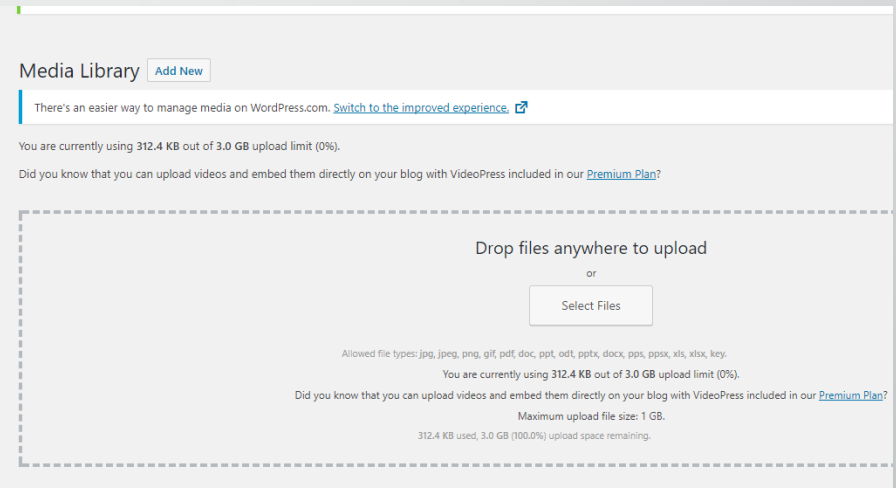 Media Library Add New
There's an easier way to manage media on WordPress.com. Switch to the improved experience.
You are currently using 312.4 KB out of 3.0 GB upload limit (0%).
Did you know that you can upload videos and embed them directly on your blog with VideoPress included in our Premium Plan?
Drop files anywhere to upload
or
Select Files
Allowed file types: jpg, jpeg, png, gif, pdf, doc, ppt, odt, pptx, docx, pps, ppsx, xls, xlsx, key.
You are currently using 312.4 KB out of 3.0 GB upload limit (0%).
Did you know that you can upload videos and embed them directly on your blog with VideoPress included in our Premium Plan?
Maximum upload file size: 1 GB.
312.4 KB used, 3.0 GB (100.0%) upload space remaining.